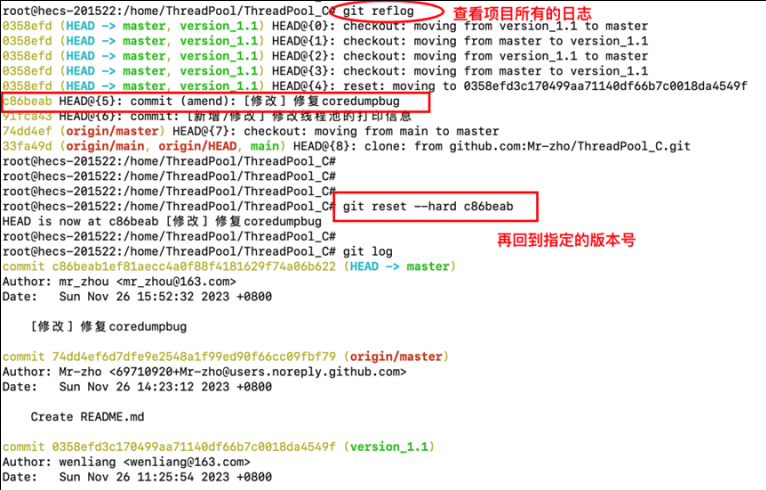 root@hecs-201522:/home/ThreadPool/ThreadPool_C# git reflog 查看项目所有的日志
0358efd (HEAD -> master, version_1.1) HEAD@{0}: checkout: moving from version_1.1 to master
0358efd (HEAD -> master, version_1.1) HEAD@{1}: checkout: moving from master to version_1.1
0358efd (HEAD -> master, version_1.1) HEAD@{2}: checkout: moving from version_1.1 to master
0358efd (HEAD -> master, version_1.1) HEAD@{3}: checkout: moving from master to version_1.1
0358efd (HEAD -> master, version_1.1) HEAD@{4}: reset: moving to 0358efd3c170499aa71140df66b7c0018da4549f
c86beab HEAD@{5}: commit (amend): [修改] 修复coredumpbug
91fca43 HEAD@{6}: commit: [新增/修改] 修改线程池的打印信息
74dd4ef (origin/master) HEAD@{7}: checkout: moving from main to master
33fa49d (origin/main, origin/HEAD, main) HEAD@{8}: clone: from github.com:Mr-zho/ThreadPool_C.git
root@hecs-201522:/home/ThreadPool/ThreadPool_C#
root@hecs-201522:/home/ThreadPool/ThreadPool_C#
root@hecs-201522:/home/ThreadPool/ThreadPool_C#
root@hecs-201522:/home/ThreadPool/ThreadPool_C# git reset --hard c86beab
HEAD is now at c86beab [修改] 修复coredumpbug
root@hecs-201522:/home/ThreadPool/ThreadPool_C#
再回到指定的版本号
root@hecs-201522:/home/ThreadPool/ThreadPool_C# git log
commit c86beab1ef81aecc4a0f88f4181629f74a06b622 (HEAD -> master)
Author: mr_zhou <mr_zhou@163.com>
Date:   Sun Nov 26 15:52:32 2023 +0800
[修改] 修复coredumpbug
commit 74dd4ef6d7dfe9e2548a1f99ed90f66cc09fbf79 (origin/master)
Author: Mr-zho <69710920+Mr-zho@users.noreply.github.com>
Date:   Sun Nov 26 14:23:12 2023 +0800
Create README.md
commit 0358efd3c170499aa71140df66b7c0018da4549f (version_1.1)
Author: wenliang <wenliang@163.com>
Date:   Sun Nov 26 11:25:54 2023 +0800